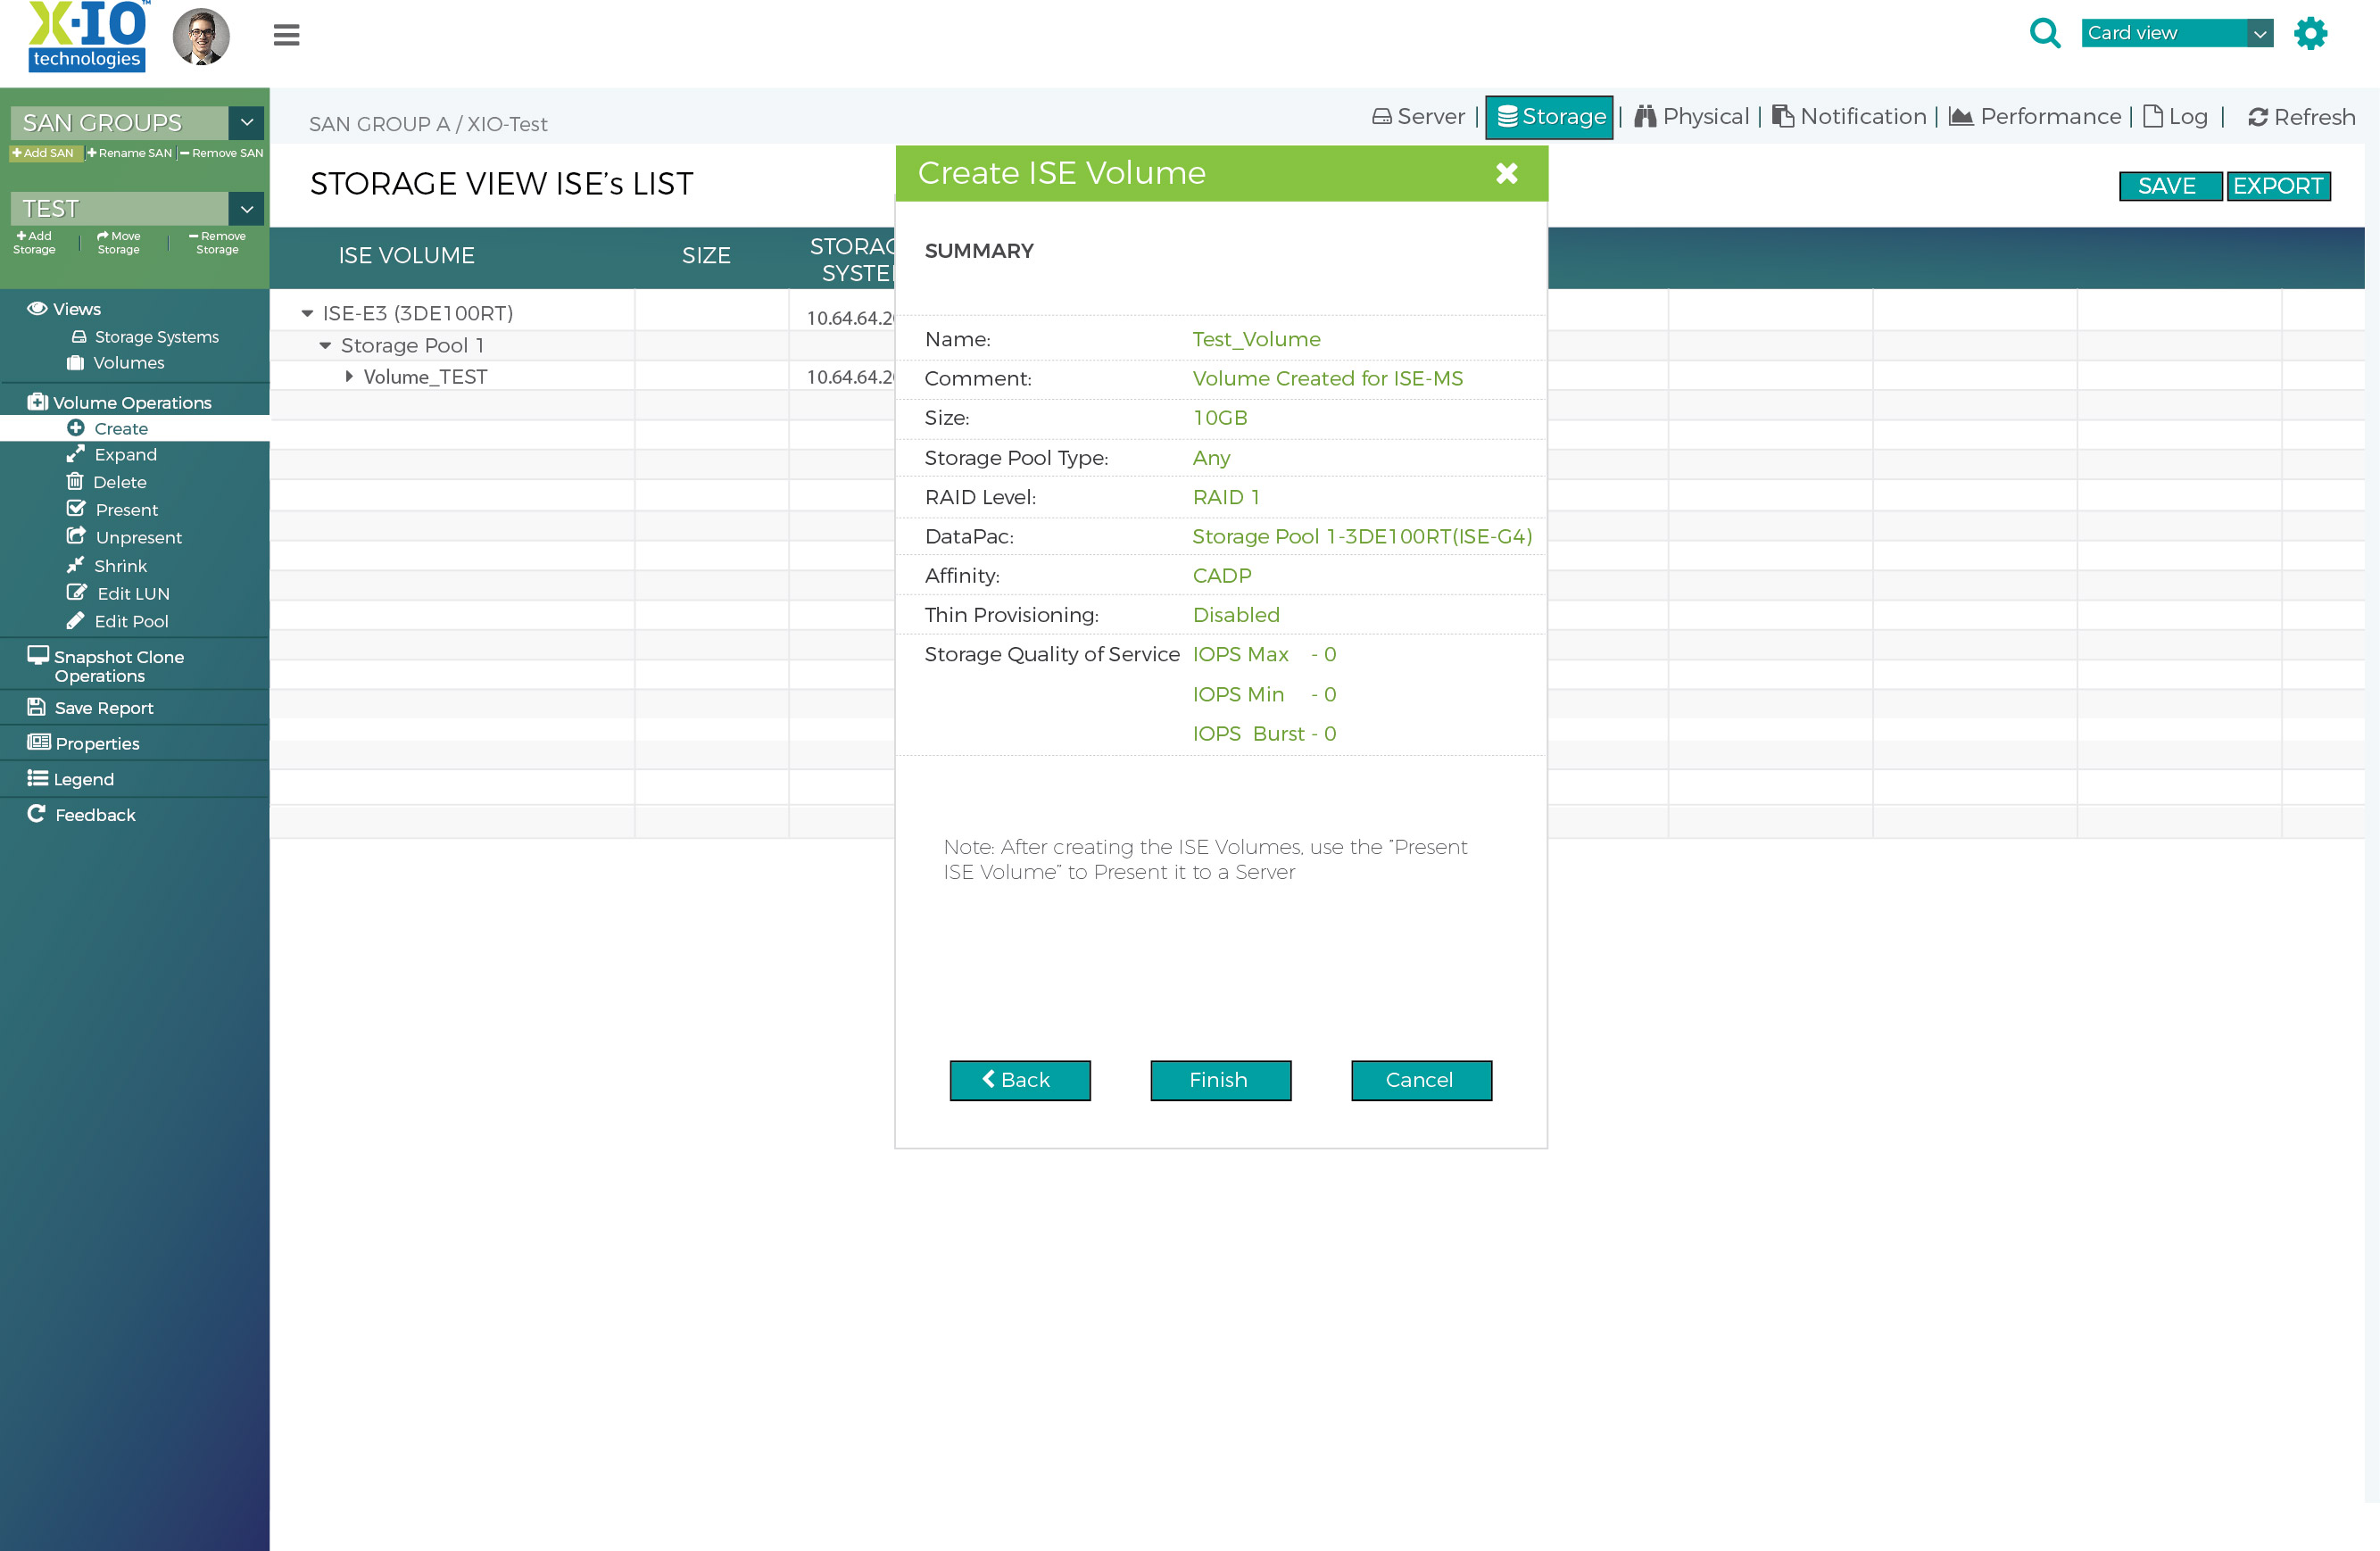 X-IO™
technologies
Card view
SAN GROUPS
Add SAN | Rename SAN | Remove SAN
TEST
Add Storage | Move Storage | Remove Storage
Views
Storage Systems
Volumes
Volume Operations
Create
Expand
Delete
Present
Unpresent
Shrink
Edit LUN
Edit Pool
Snapshot Clone
Operations
Save Report
Properties
Legend
Feedback
SAN GROUP A / XIO-Test
Server | Storage | Physical | Notification | Performance | Log | Refresh
STORAGE VIEW ISE’s LIST
SAVE EXPORT
ISE VOLUME SIZE
ISE-E3 (3DE100RT) 10.64.64.2
Storage Pool 1
Volume_TEST 10.64.64.2
Create ISE Volume
SUMMARY
Name: Test_Volume
Comment: Volume Created for ISE-MS
Size: 10GB
Storage Pool Type: Any
RAID Level: RAID 1
DataPac: Storage Pool 1-3DE100RT(ISE-G4)
Affinity: CADP
Thin Provisioning: Disabled
Storage Quality of Service IOPS Max - 0
IOPS Min - 0
IOPS Burst - 0
Note: After creating the ISE Volumes, use the ”Present
ISE Volume” to Present it to a Server
Back Finish Cancel